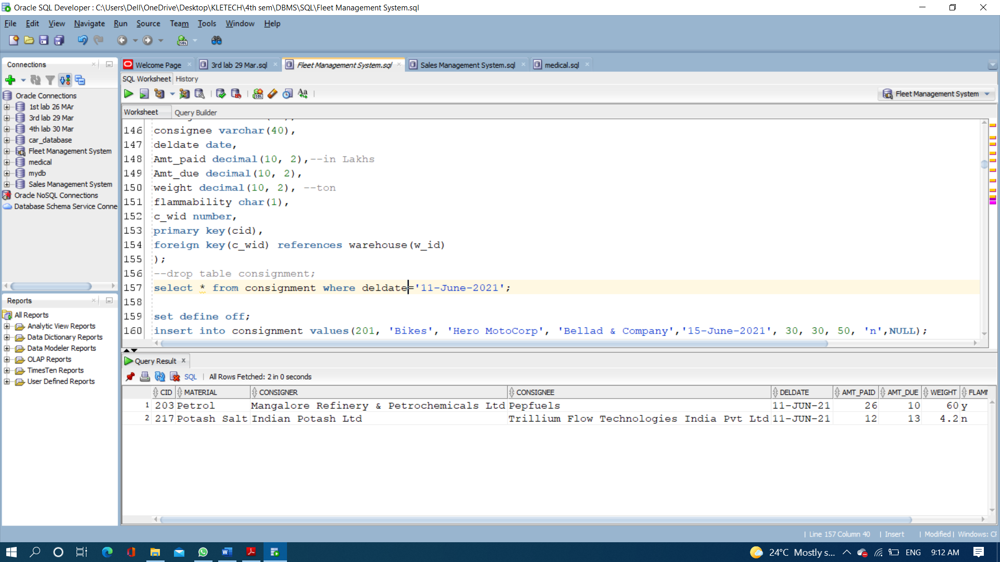 Oracle SQL Developer : C:\Users\Dell\OneDrive\Desktop\KLETECH\4th sem\DBMS\SQL\Fleet Management System.sql
File Edit View Navigate Run Source Team Tools Window Help
Connections
Oracle Connections
1st lab 26 MAr
3rd lab 29 Mar
4th lab 30 Mar
car_database
Fleet Management System
medical
mydb
Sales Management System
Oracle NoSQL Connections
Database Schema Service Conne
Reports
All Reports
Analytic View Reports
Data Dictionary Reports
Data Modeler Reports
OLAP Reports
TimesTen Reports
User Defined Reports
Welcome Page 3rd lab 29 Mar.sql Fleet Management System.sql Sales Management System.sql medical.sql
SQL Worksheet History
Fleet Management System
Worksheet Query Builder
146 consignee varchar(40),
147 deldate date,
148 Amt_paid decimal(10, 2),--in Lakhs
149 Amt_due decimal(10, 2),
150 weight decimal(10, 2), --ton
151 flammability char(1),
152 c_wid number,
153 primary key(cid),
154 foreign key(c_wid) references warehouse(w_id)
155 );
156 --drop table consignment;
157 select * from consignment where deldate='11-June-2021';
158
159 set define off;
160 insert into consignment values(201, 'Bikes', 'Hero MotoCorp', 'Bellad & Company','15-June-2021', 30, 30, 50, 'n',NULL);
Query Result
SQL | All Rows Fetched: 2 in 0 seconds
CID MATERIAL CONSIGNER CONSIGNEE DELDATE AMT_PAID AMT_DUE WEIGHT FLAMM
1 203 Petrol Mangalore Refinery & Petrochemicals Ltd Pepfuels 11-JUN-21 26 10 60 y
2 217 Potash Salt Indian Potash Ltd Trillium Flow Technologies India Pvt Ltd 11-JUN-21 12 13 4.2 n
| Line 157 Column 40 | Insert | Modified | Windows: CR
24°C Mostly s... ENG 9:12 AM